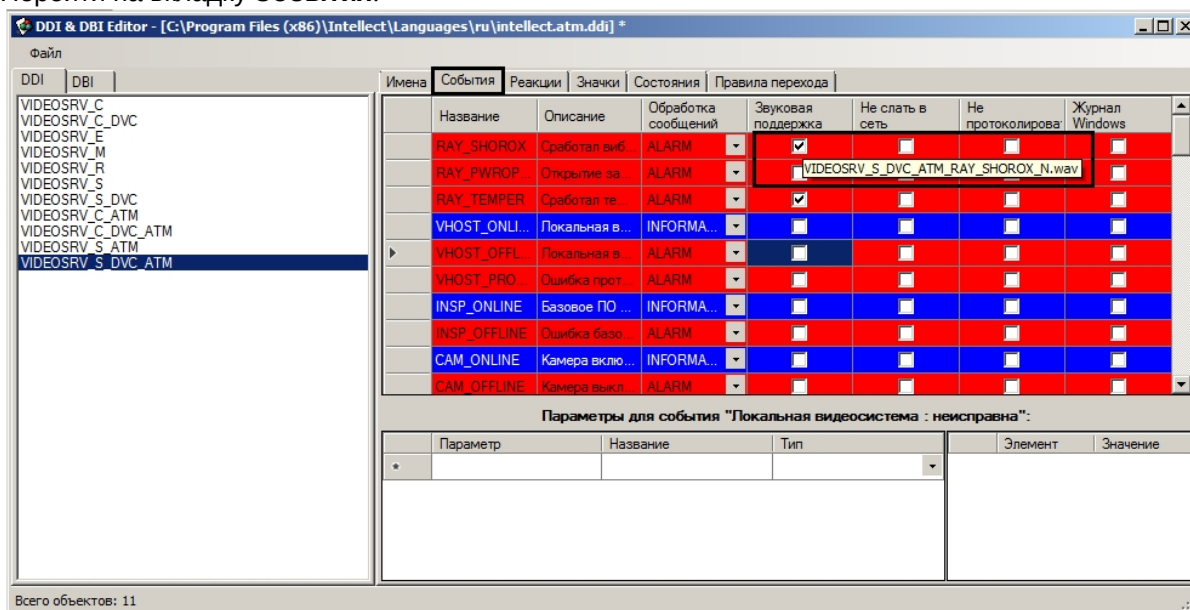 Перейти на вкладку События.
DDI & DBI Editor - [C:\Program Files (x86)\Intellect\Languages\ru\intellect.atm.ddi] *
Файл
DDI DBI
VIDEOSRV_C
VIDEOSRV_C_DVC
VIDEOSRV_E
VIDEOSRV_M
VIDEOSRV_R
VIDEOSRV_S
VIDEOSRV_S_DVC
VIDEOSRV_C_ATM
VIDEOSRV_C_DVC_ATM
VIDEOSRV_S_ATM
VIDEOSRV_S_DVC_ATM
Имена События Реакции Значки Состояния Правила перехода
Название Описание Обработка сообщений Звуковая поддержка Не слать в сеть Не протоколироват Журнал Windows
RAY_SHOROX Сработал виб... ALARM
RAY_PWROP... Открытие за... ALARM
VIDEOSRV_S_DVC_ATM_RAY_SHOROX_N.wav
RAY_TEMPER Сработал те... ALARM
VHOST_ONLI... Локальная в... INFORMA...
VHOST_OFFL... Локальная в... ALARM
VHOST_PRO... Ошибка прот... ALARM
INSP_ONLINE Базовое ПО ... INFORMA...
INSP_OFFLINE Ошибка базо... ALARM
CAM_ONLINE Камера вклю... INFORMA...
CAM_OFFLINE Камера выкл... ALARM
Параметры для события "Локальная видеосистема : неисправна":
Параметр Название Тип Элемент Значение
*
Всего объектов: 11